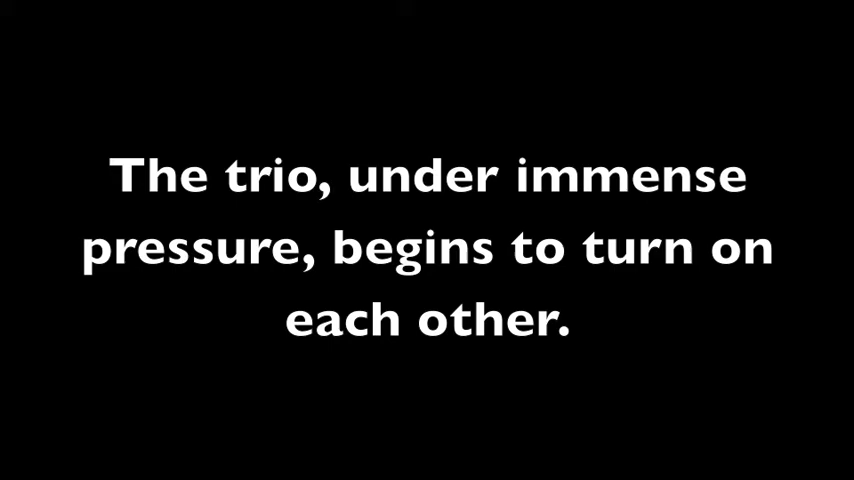 The trio, under immense
pressure, begins to turn on
each other.